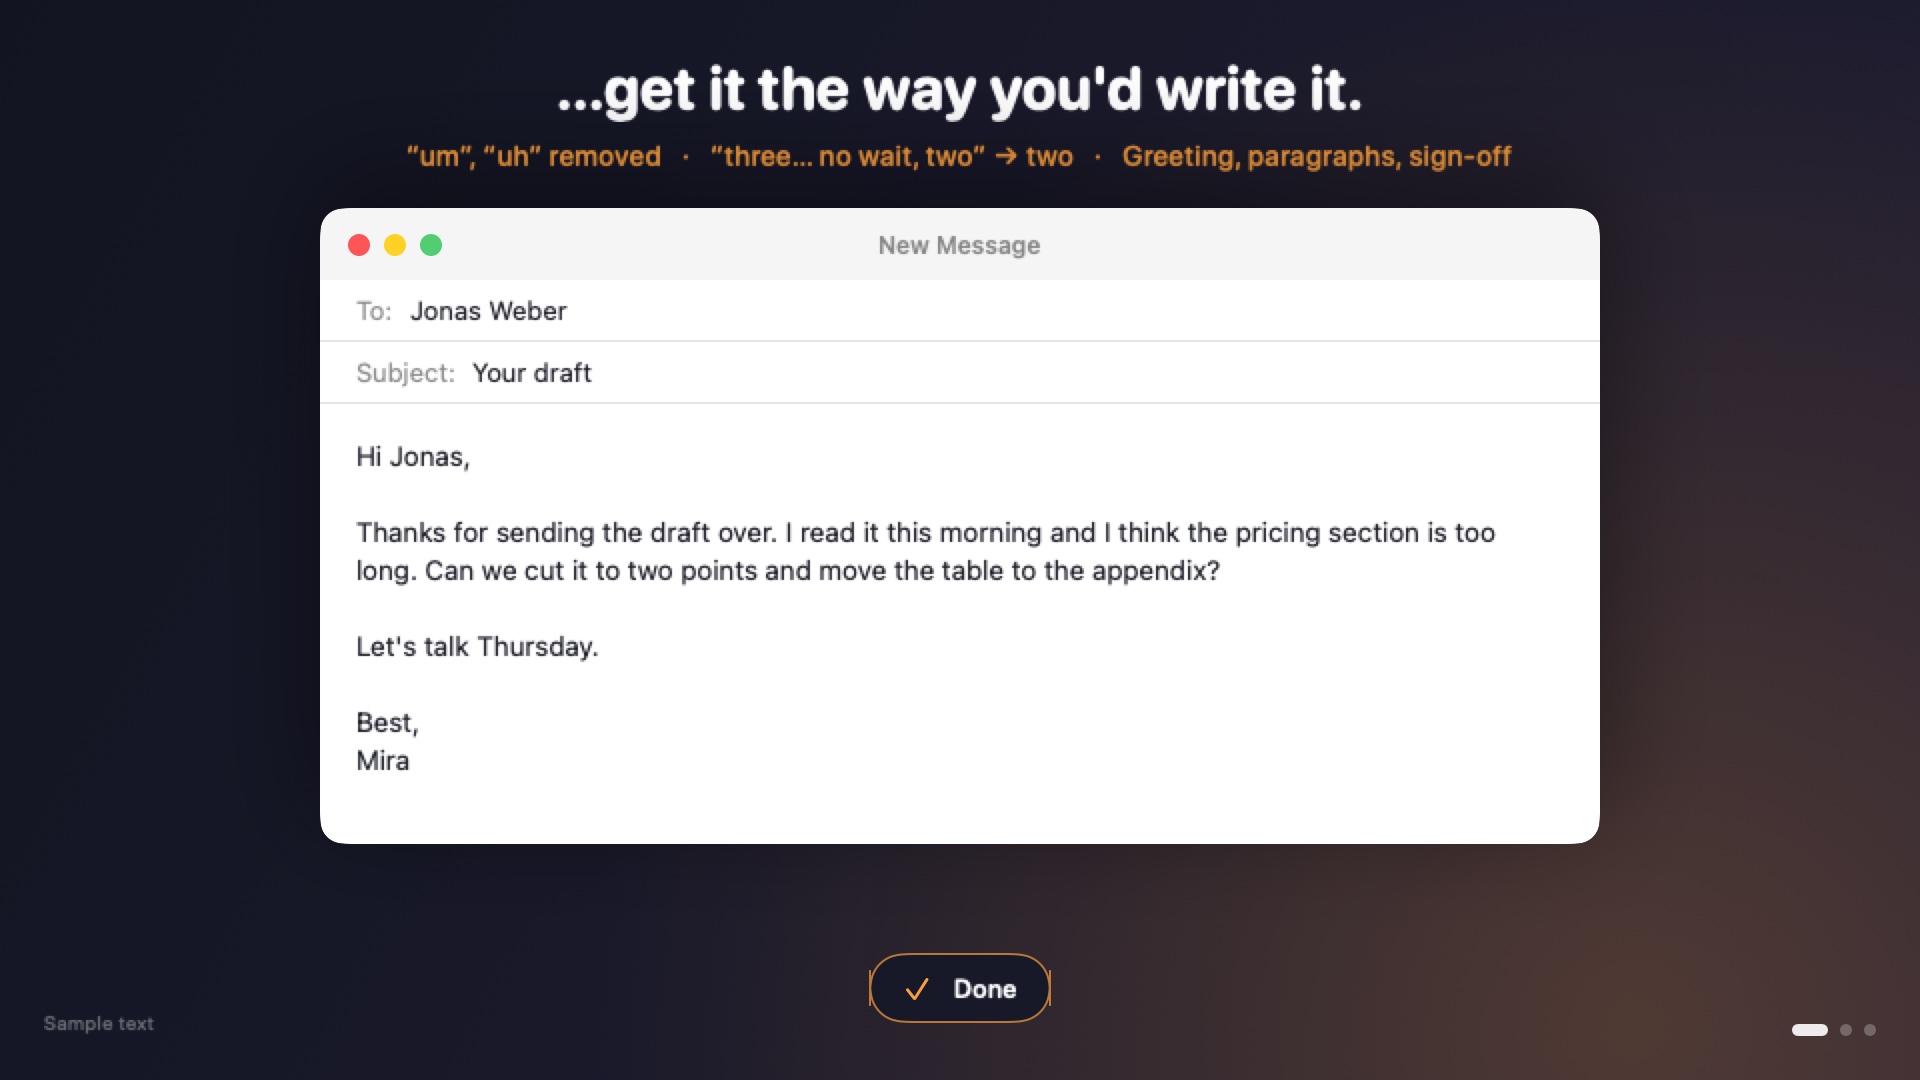 ...get it the way you'd write it.
“um”, “uh” removed · “three... no wait, two” → two · Greeting, paragraphs, sign-off
New Message
To: Jonas Weber
Subject: Your draft
Hi Jonas,
Thanks for sending the draft over. I read it this morning and I think the pricing section is too
long. Can we cut it to two points and move the table to the appendix?
Let's talk Thursday.
Best,
Mira
Done
Sample text